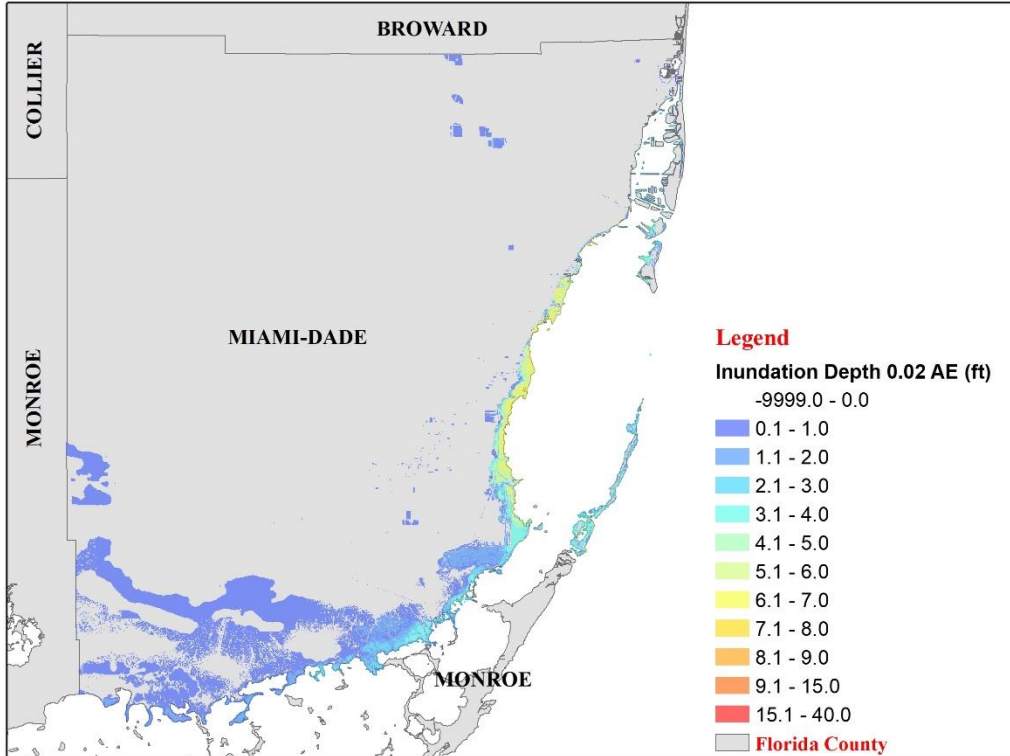 BROWARD
COLLIER
MIAMI-DADE
MONROE
MONROE
Legend
Inundation Depth 0.02 AE (ft)
-9999.0 - 0.0
0.1 - 1.0
1.1 - 2.0
2.1 - 3.0
3.1 - 4.0
4.1 - 5.0
5.1 - 6.0
6.1 - 7.0
7.1 - 8.0
8.1 - 9.0
9.1 - 15.0
15.1 - 40.0
Florida County